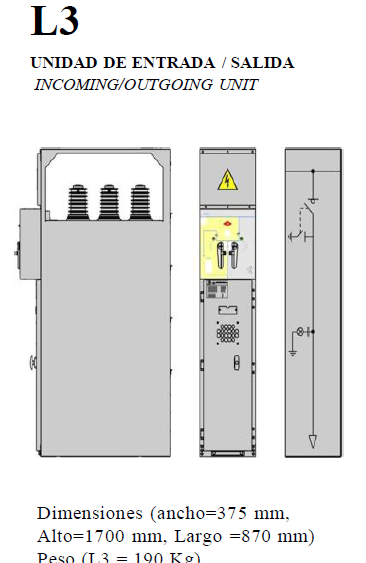 L3
UNIDAD DE ENTRADA / SALIDA
INCOMING/OUTGOING UNIT
Dimensiones (ancho=375 mm,
Alto=1700 mm, Largo =870 mm)
Peso (L3 = 190 Kg)